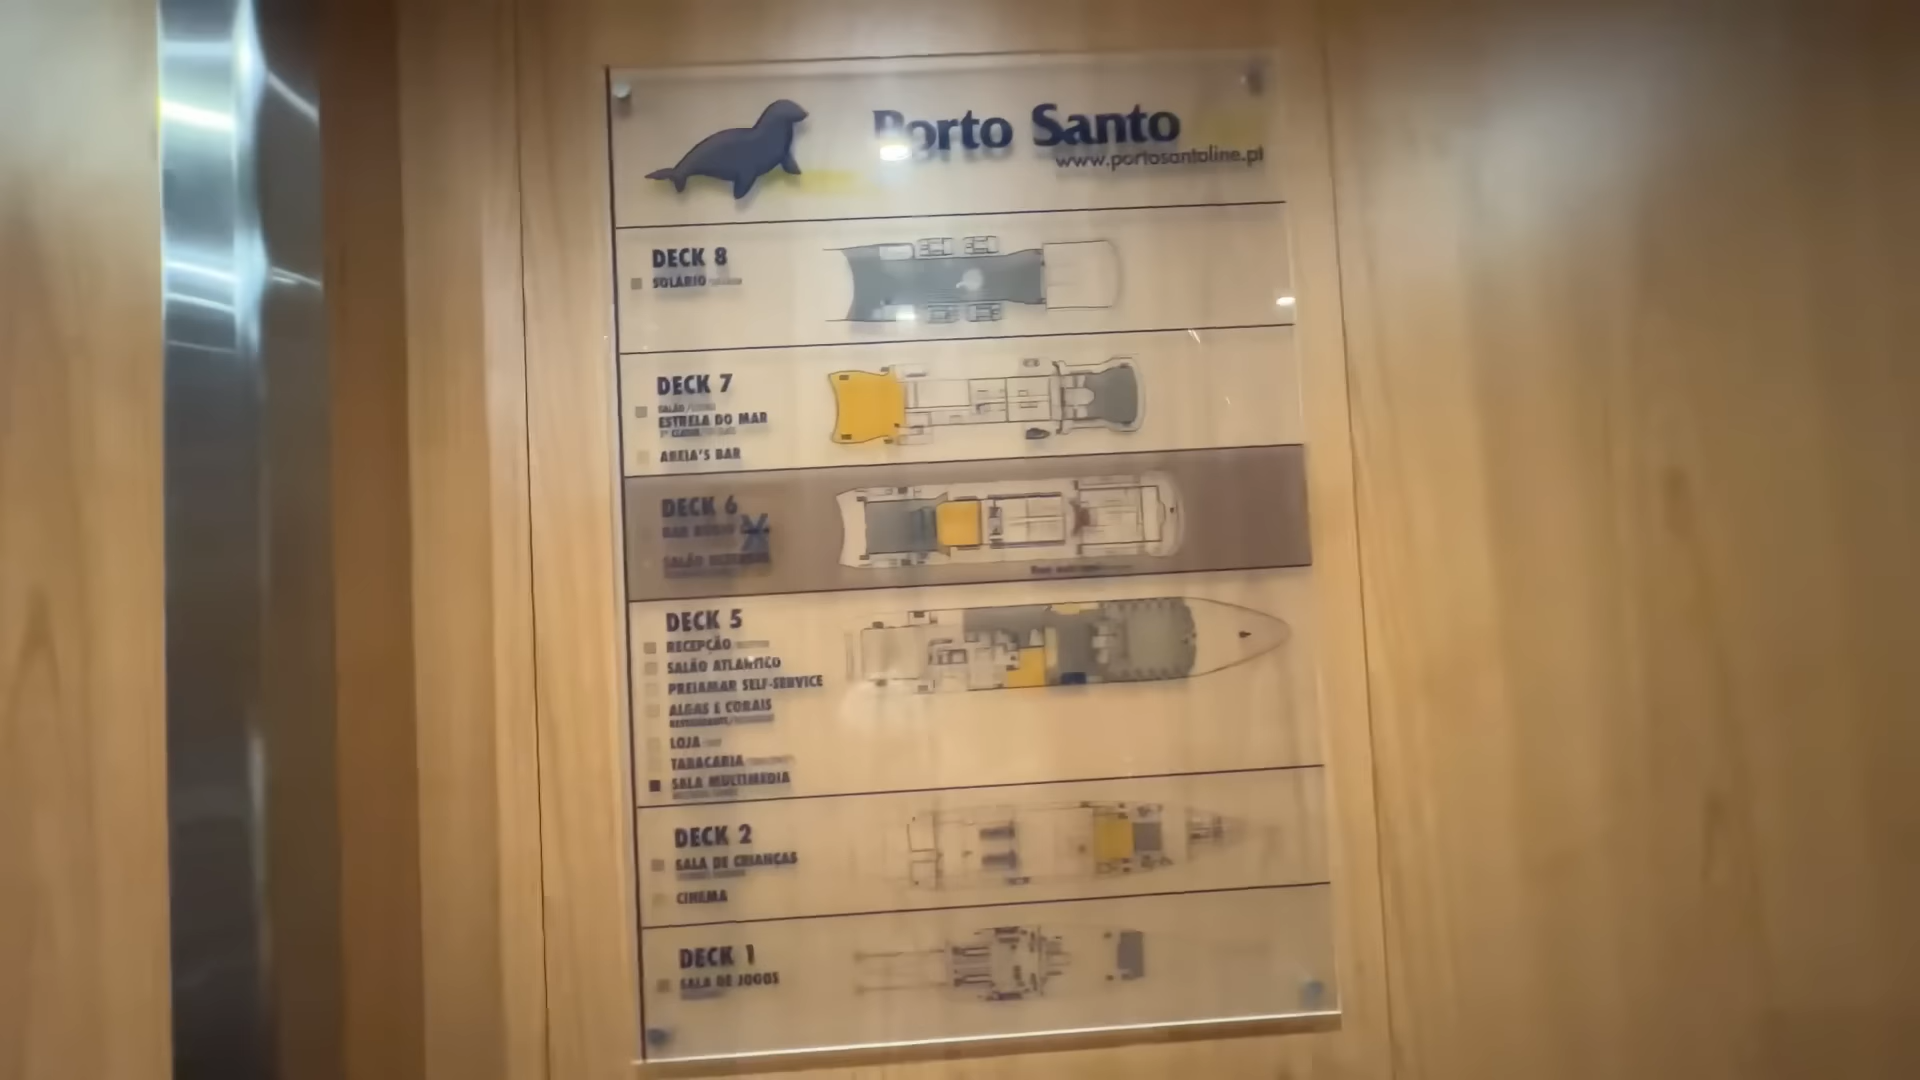 Porto Santo
www.portosantoline.pt
DECK 8
SOLÁRIO
DECK 7
SALÃO
ESTRELA DO MAR
AREIA'S BAR
DECK 6
BAR
SALÃO
DECK 5
RECEPÇÃO
SALÃO ATLANTICO
PREIAMAR SELF-SERVICE
ALGAS E CORAIS
LOJA
TABACARIA
SALA MULTIMEDIA
DECK 2
SALA DE CRIANÇAS
CINEMA
DECK 1
SALA DE JOGOS